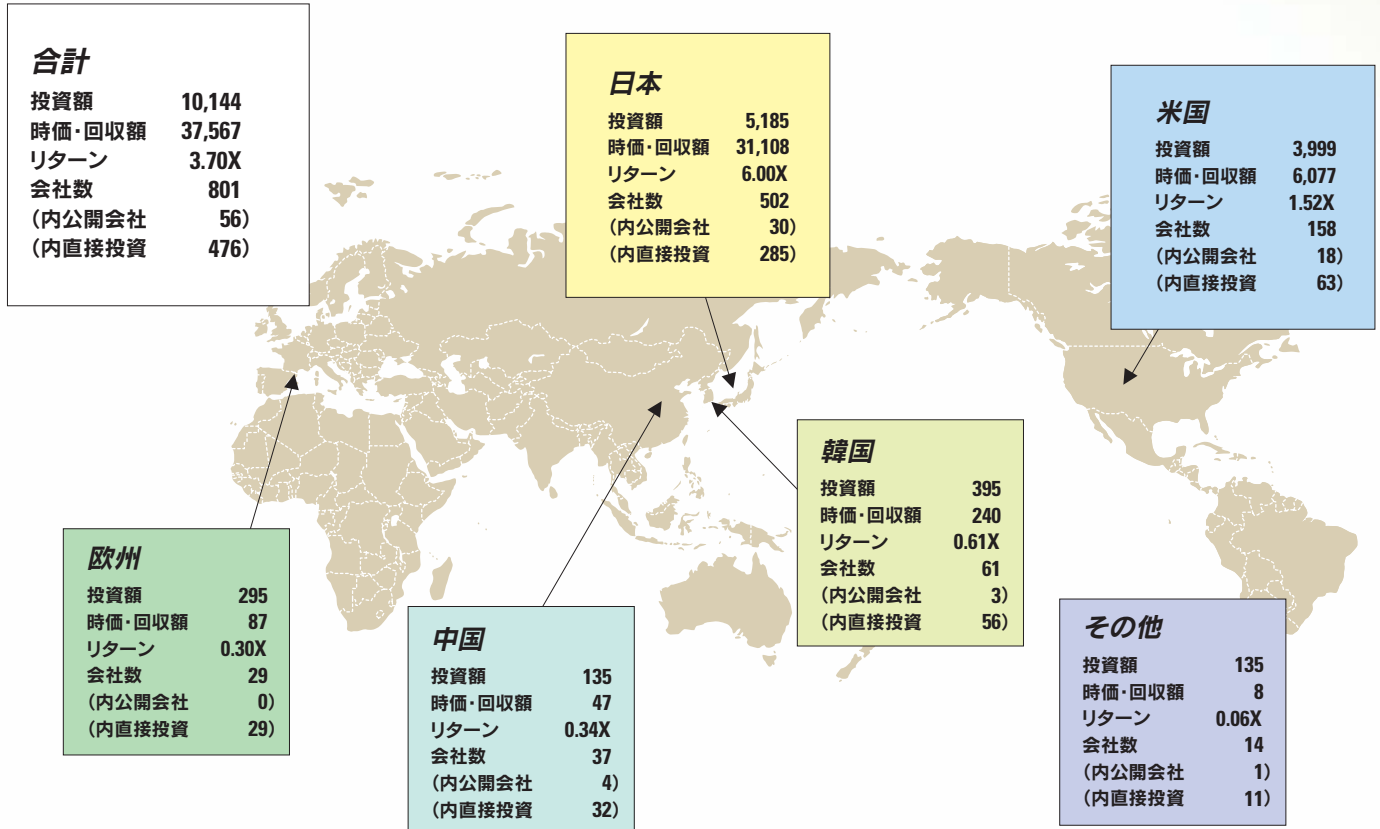 合計
投資額 10,144
時価・回収額 37,567
リターン 3.70X
会社数 801
(内公開会社 56)
(内直接投資 476)
日本
投資額 5,185
時価・回収額 31,108
リターン 6.00X
会社数 502
(内公開会社 30)
(内直接投資 285)
米国
投資額 3,999
時価・回収額 6,077
リターン 1.52X
会社数 158
(内公開会社 18)
(内直接投資 63)
欧州
投資額 295
時価・回収額 87
リターン 0.30X
会社数 29
(内公開会社 0)
(内直接投資 29)
中国
投資額 135
時価・回収額 47
リターン 0.34X
会社数 37
(内公開会社 4)
(内直接投資 32)
韓国
投資額 395
時価・回収額 240
リターン 0.61X
会社数 61
(内公開会社 3)
(内直接投資 56)
その他
投資額 135
時価・回収額 8
リターン 0.06X
会社数 14
(内公開会社 1)
(内直接投資 11)